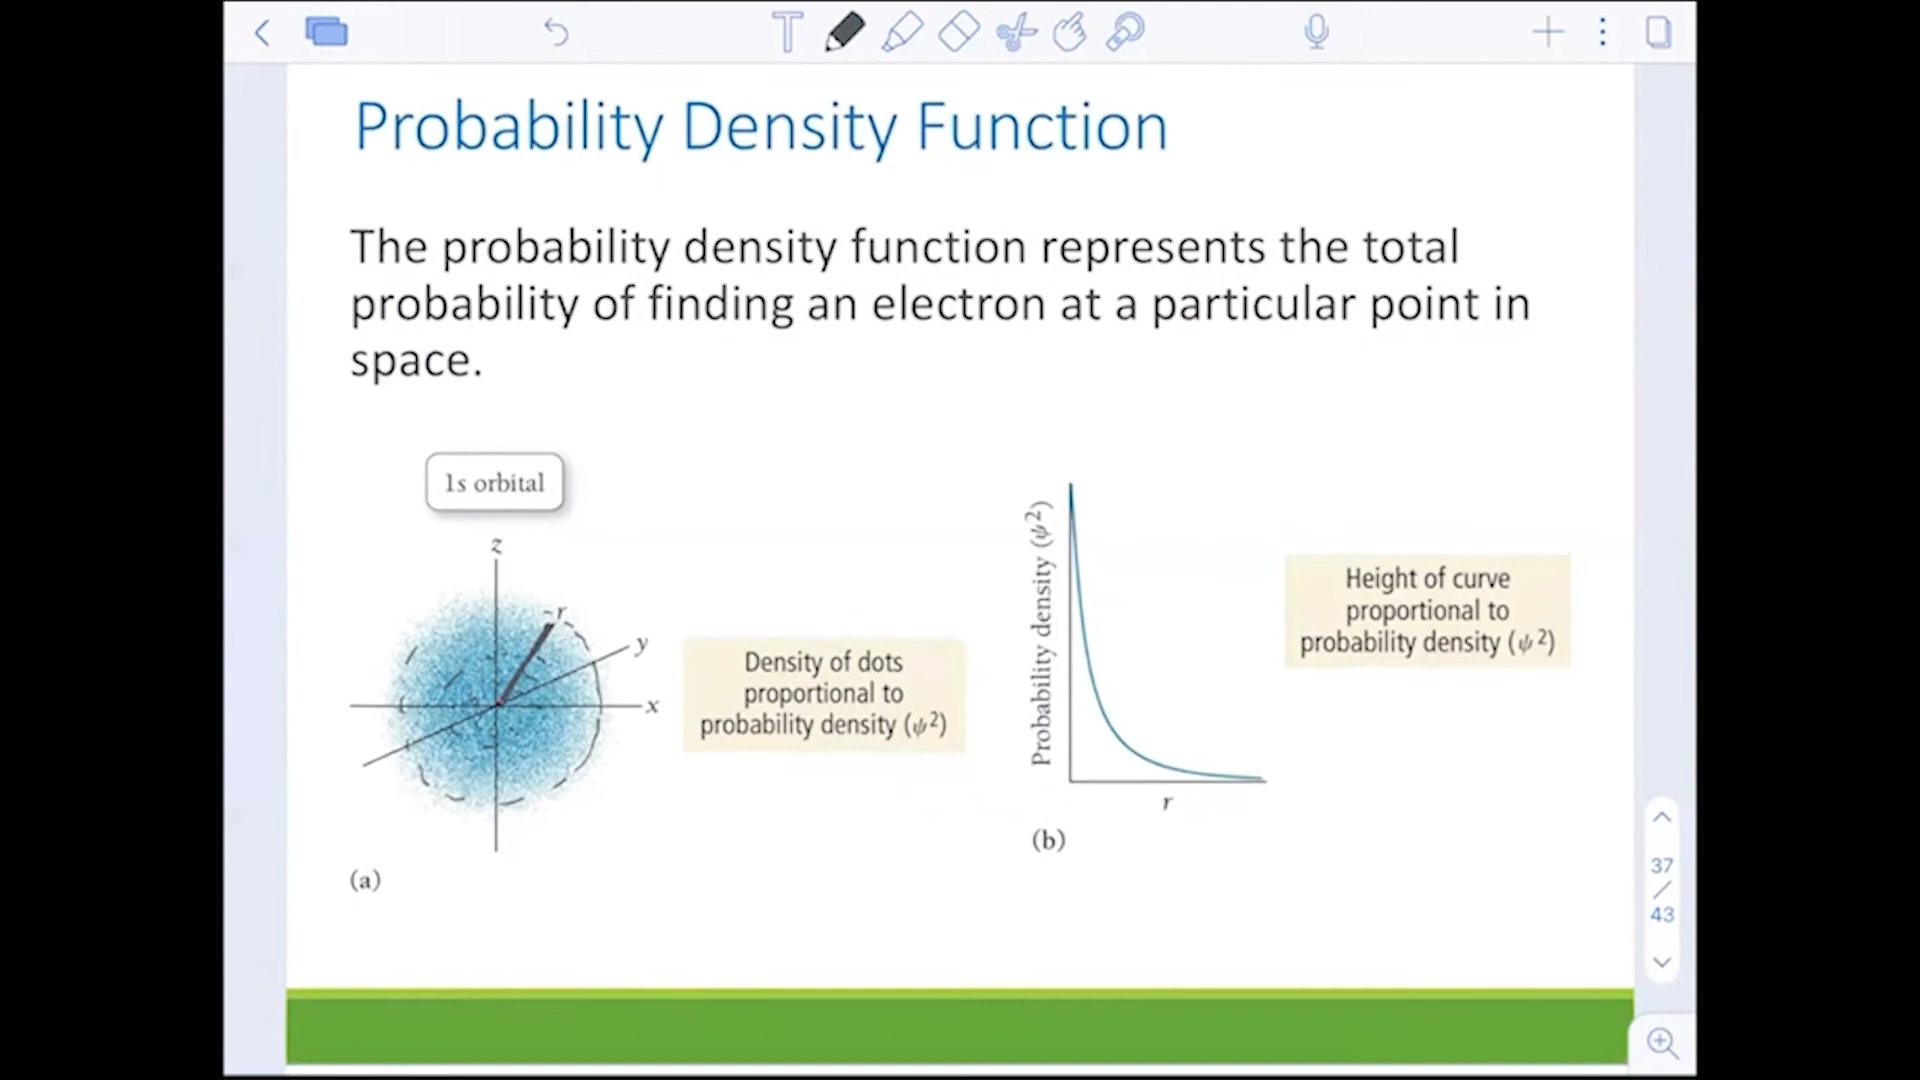 Probability Density Function
The probability density function represents the total
probability of finding an electron at a particular point in
space.
1s orbital
z
r
y
x
Density of dots
proportional to
probability density (ψ²)
(a)
Probability density (ψ²)
r
(b)
Height of curve
proportional to
probability density (ψ²)
37
/
43